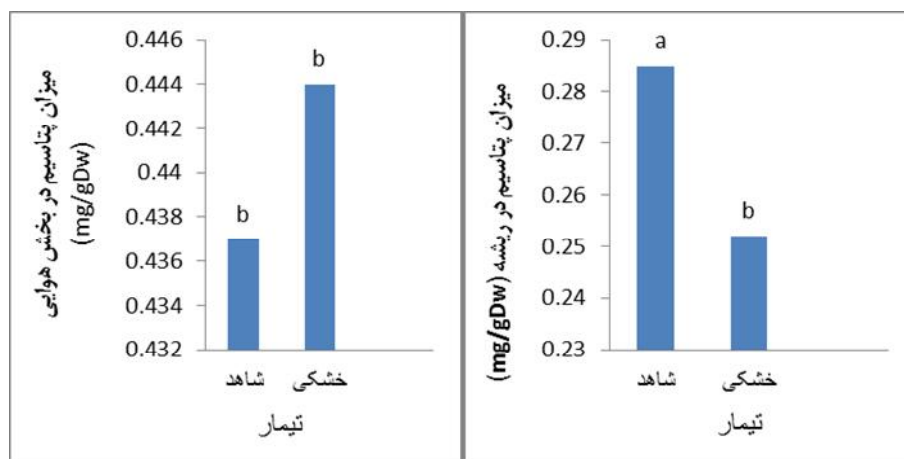 میزان پتاسیم در بخش هوایی
(mg/gDw)
0.446
0.444
0.442
0.44
0.438
0.436
0.434
0.432
b
b
شاهد
خشکی
تیمار
میزان پتاسیم در ریشه (mg/gDw)
0.29
0.28
0.27
0.26
0.25
0.24
0.23
a
b
شاهد
خشکی
تیمار